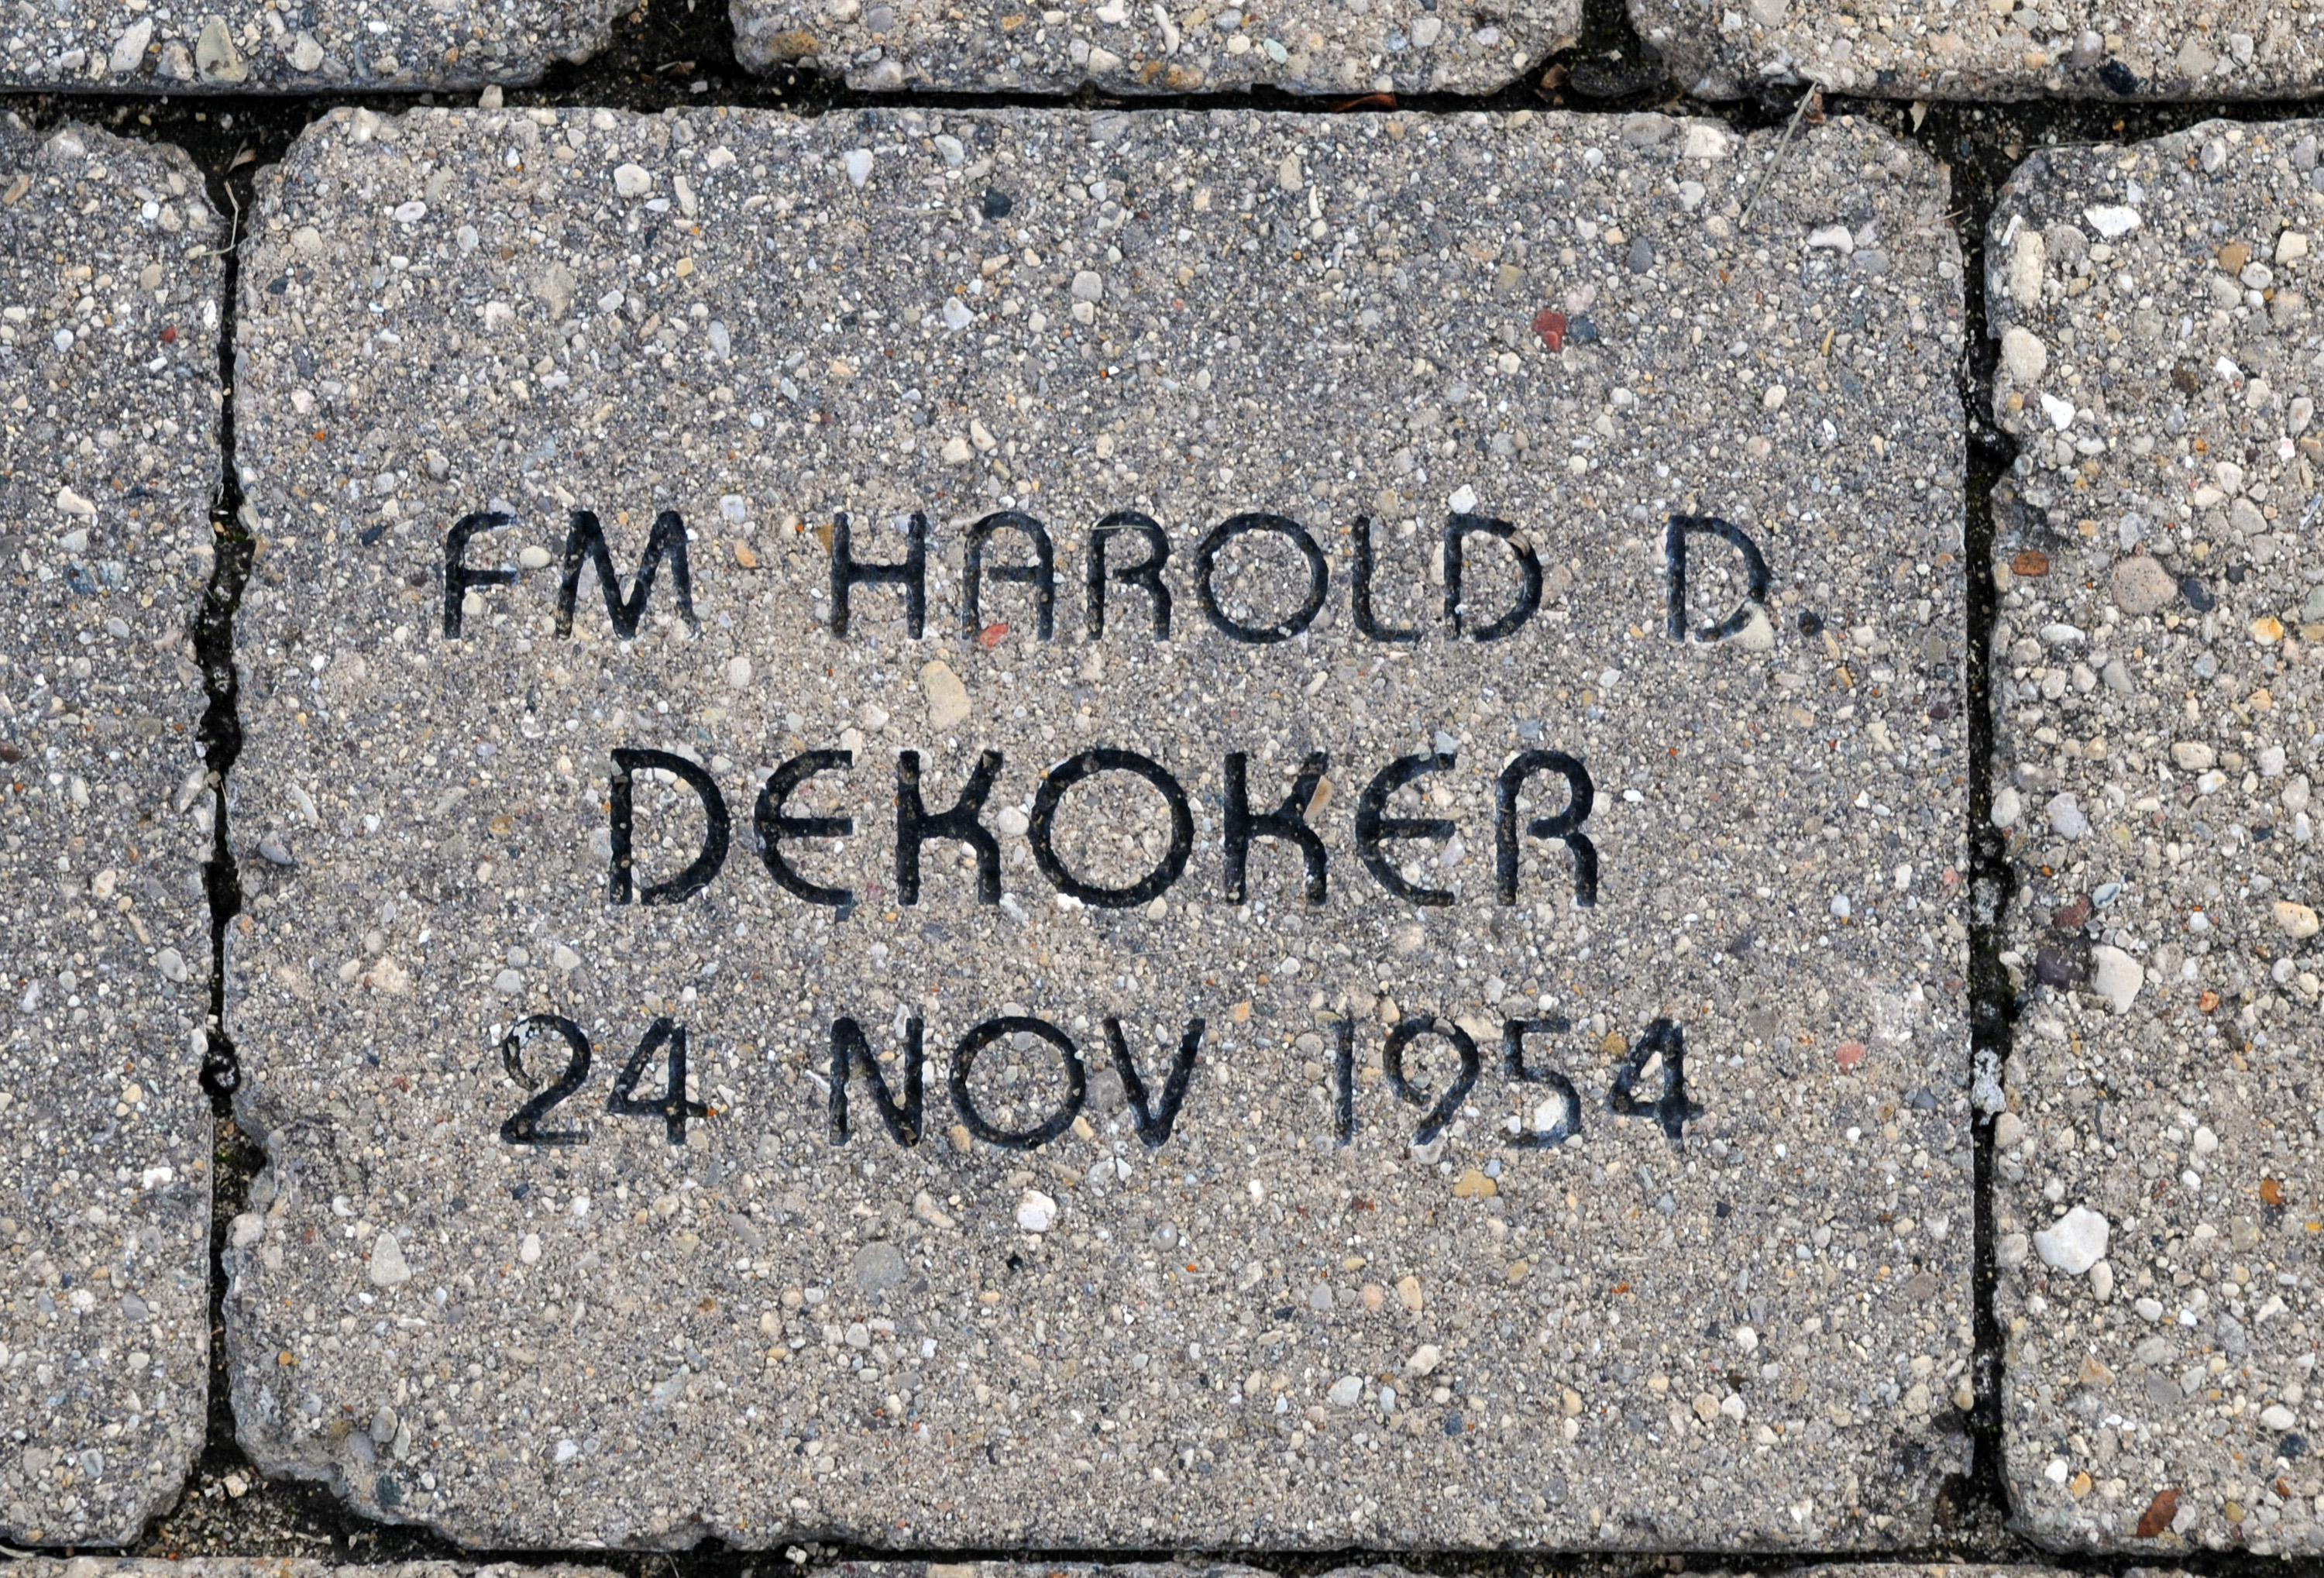 FM HAROLD D.
DEKOKER
24 NOV 1954